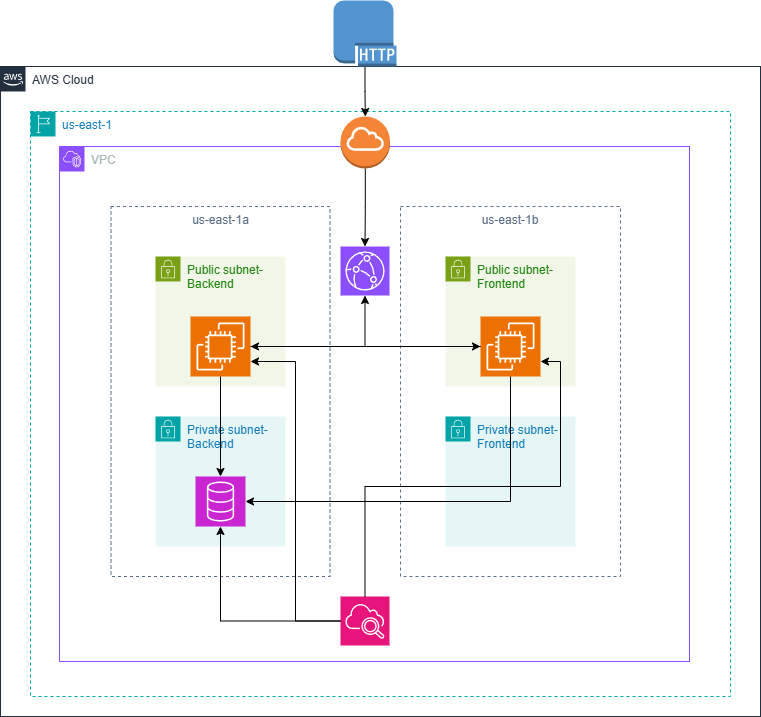 HTTP
aws
AWS Cloud
us-east-1
VPC
us-east-1a
us-east-1b
Public subnet-
Backend
Public subnet-
Frontend
Private subnet-
Backend
Private subnet-
Frontend